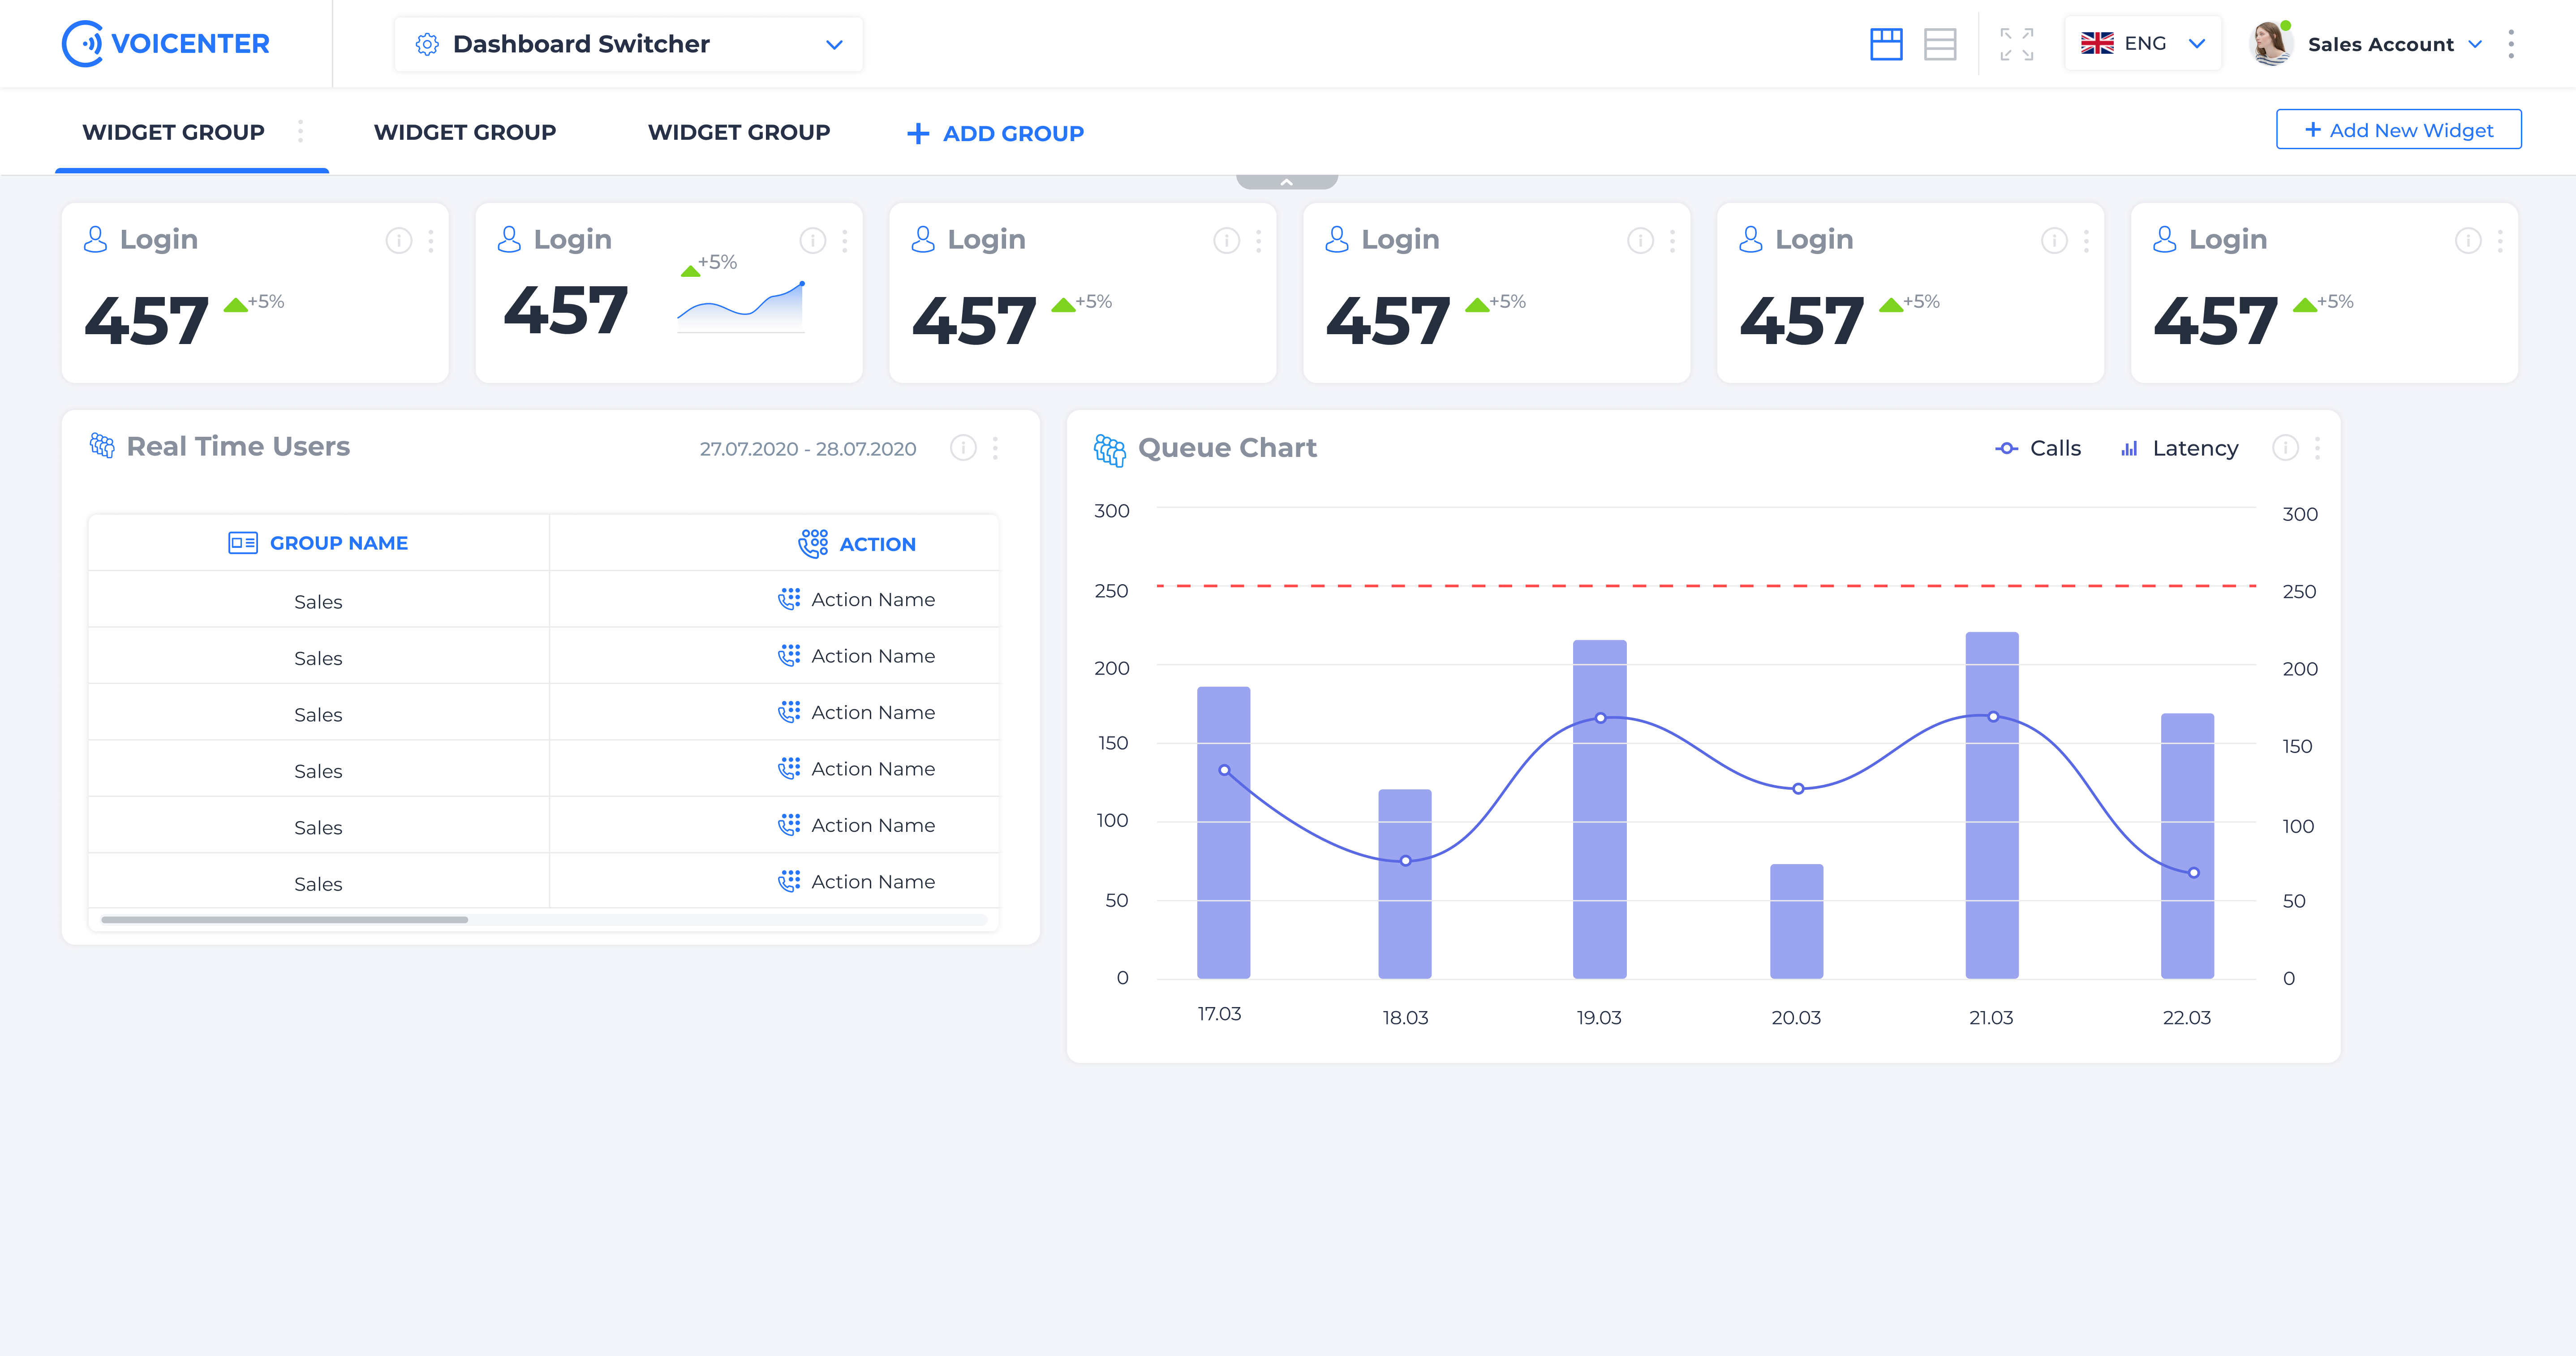 VOICENTER
Dashboard Switcher
ENG
Sales Account
WIDGET GROUP
WIDGET GROUP
WIDGET GROUP
+ ADD GROUP
+ Add New Widget
Login
457 +5%
Login
457 +5%
Login
457 +5%
Login
457 +5%
Login
457 +5%
Login
457 +5%
Real Time Users
27.07.2020 - 28.07.2020
GROUP NAME
ACTION
Sales
Action Name
Sales
Action Name
Sales
Action Name
Sales
Action Name
Sales
Action Name
Sales
Action Name
Queue Chart
Calls
Latency
300
250
200
150
100
50
0
300
250
200
150
100
50
0
17.03
18.03
19.03
20.03
21.03
22.03